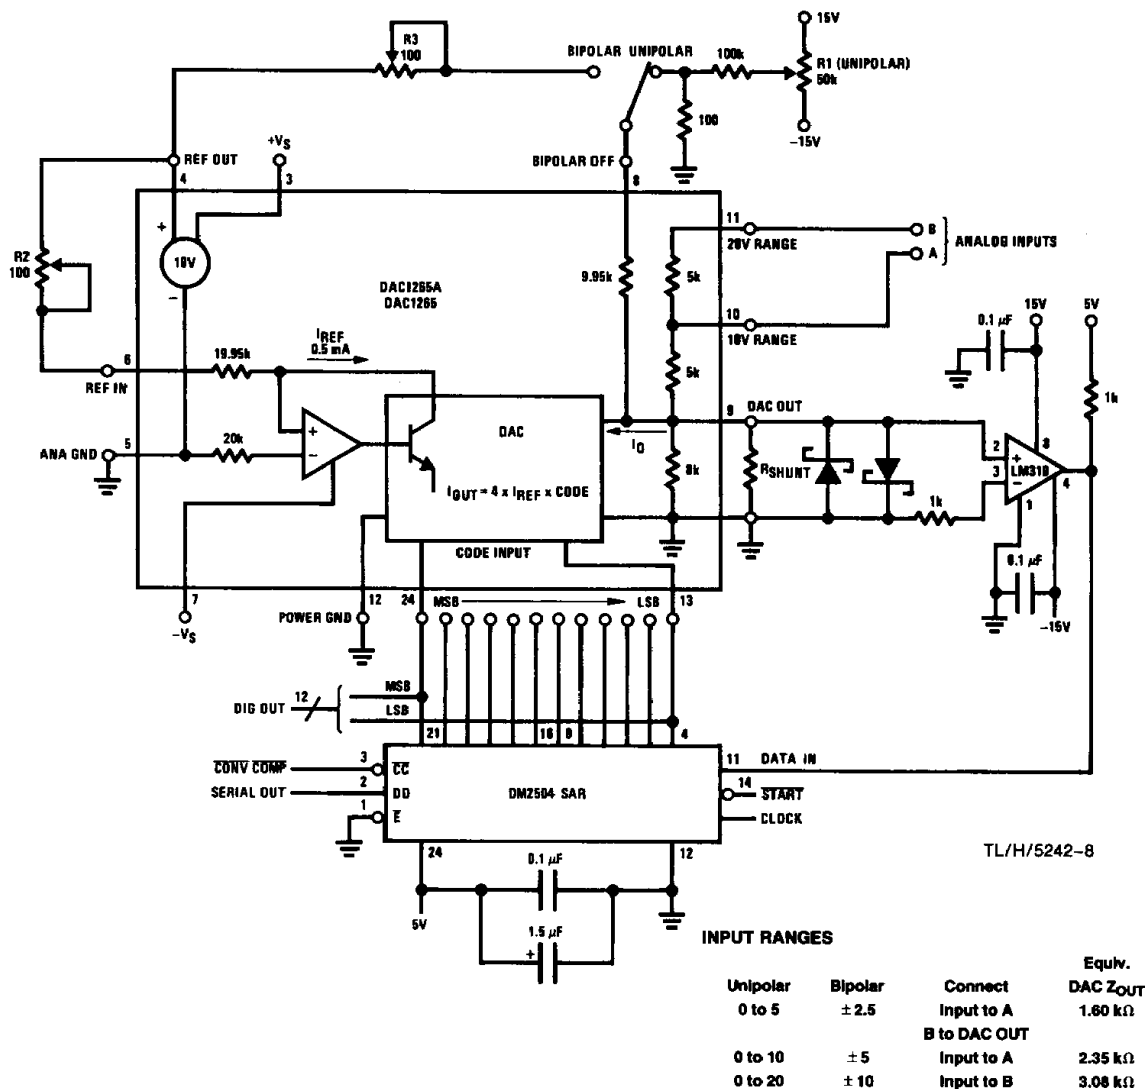 15V
R3
100
BIPOLAR UNIPOLAR
100k
R1 (UNIPOLAR)
50k
100
-15V
REF OUT
+VS
BIPOLAR OFF
4
3
8
11
20V RANGE
B
A
ANALOG INPUTS
R2
100
+
10V
-
DAC1265A
DAC1265
9.95k
5k
10
10V RANGE
15V
5V
0.1 µF
6
19.95k
IREF
0.5 mA
5k
REF IN
1k
DAC
9
DAC OUT
IO
ANA GND
5
20k
+
-
8k
RSHUNT
2
3
+
-
LM319
8
4
1
IOUT = 4 x IREF x CODE
1k
CODE INPUT
0.1 µF
-15V
7
-VS
12
24
MSB
LSB
13
POWER GND
DIG OUT
12
MSB
LSB
21
16
9
4
CONV COMP
3
CC
11
DATA IN
SERIAL OUT
2
DO
DM2504 SAR
14
START
1
E
CLOCK
24
12
TL/H/5242-8
0.1 µF
5V
1.5 µF
+
INPUT RANGES
Equiv.
Unipolar Bipolar Connect DAC ZOUT
0 to 5 ±2.5 Input to A 1.60 kΩ
B to DAC OUT
0 to 10 ±5 Input to A 2.35 kΩ
0 to 20 ±10 Input to B 3.08 kΩ